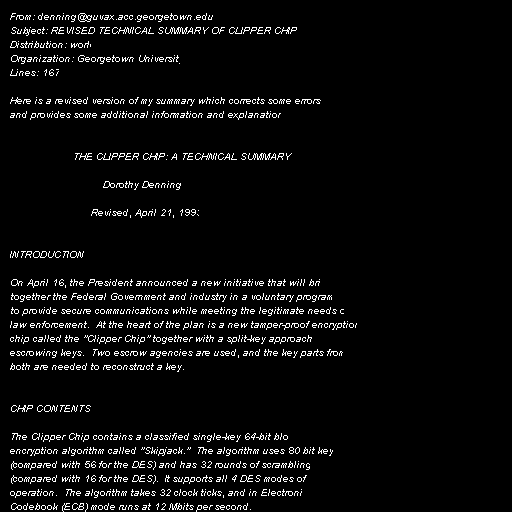 From: denning@guvax.acc.georgetown.edu
Subject: REVISED TECHNICAL SUMMARY OF CLIPPER CHIP
Distribution: worl
Organization: Georgetown Universit
Lines: 167
Here is a revised version of my summary which corrects some errors
and provides some additional information and explanation
THE CLIPPER CHIP: A TECHNICAL SUMMARY
Dorothy Denning
Revised, April 21, 1993
INTRODUCTION
On April 16, the President announced a new initiative that will bri
together the Federal Government and industry in a voluntary program
to provide secure communications while meeting the legitimate needs o
law enforcement.  At the heart of the plan is a new tamper-proof encryption
chip called the "Clipper Chip" together with a split-key approach
escrowing keys.  Two escrow agencies are used, and the key parts from
both are needed to reconstruct a key.
CHIP CONTENTS
The Clipper Chip contains a classified single-key 64-bit blo
encryption algorithm called "Skipjack."  The algorithm uses 80 bit key
(compared with 56 for the DES) and has 32 rounds of scrambling
(compared with 16 for the DES).  It supports all 4 DES modes of
operation.  The algorithm takes 32 clock ticks, and in Electroni
Codebook (ECB) mode runs at 12 Mbits per second.